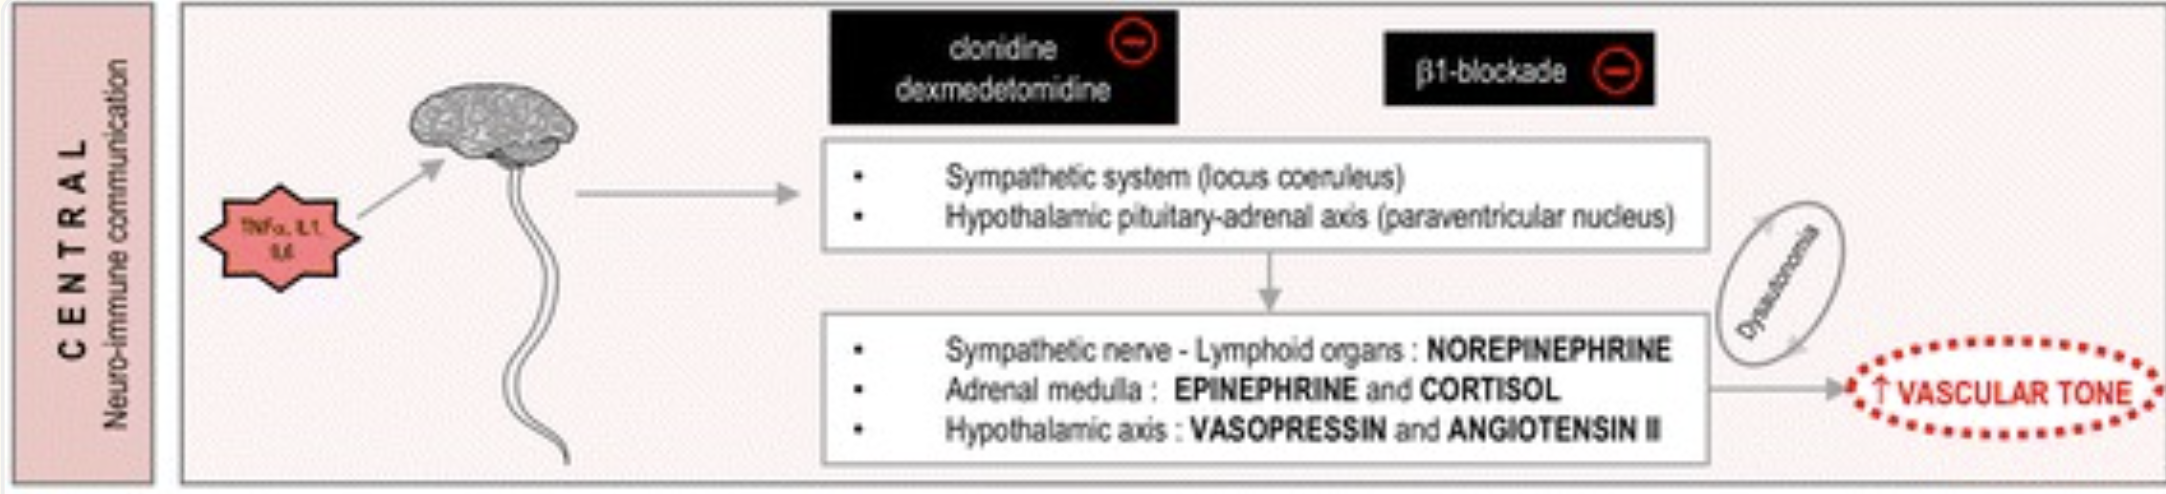 CENTRAL
Neuro-immune communication
TNFα, IL1,
IL6
clonidine
dexmedetomidine
β1-blockade
• Sympathetic system (locus coeruleus)
• Hypothalamic pituitary-adrenal axis (paraventricular nucleus)
Dysautonomia
• Sympathetic nerve - Lymphoid organs : NOREPINEPHRINE
• Adrenal medulla : EPINEPHRINE and CORTISOL
• Hypothalamic axis : VASOPRESSIN and ANGIOTENSIN II
↑ VASCULAR TONE